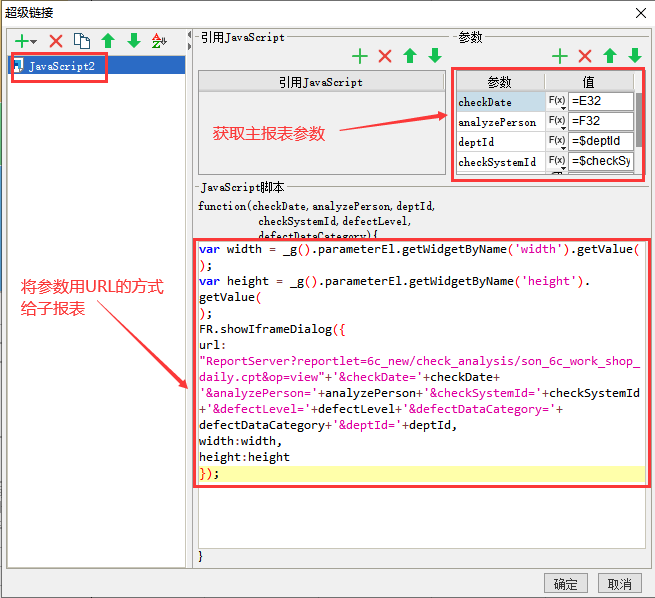 超级链接
JavaScript2
引用JavaScript
引用JavaScript
获取主报表参数
参数
参数 值
checkDate F(x) =E32
analyzePerson F(x) =F32
deptId F(x) =$deptId
checkSystemId F(x) =$checkSy
JavaScript脚本
function(checkDate,analyzePerson,deptId,
checkSystemId,defectLevel,
defectDataCategory){
将参数用URL的方式
给子报表
var width = _g().parameterEl.getWidgetByName('width').getValue(
);
var height = _g().parameterEl.getWidgetByName('height').
getValue(
);
FR.showIframeDialog({
url:
"ReportServer?reportlet=6c_new/check_analysis/son_6c_work_shop_
daily.cpt&op=view"+'&checkDate='+checkDate+
'&analyzePerson='+analyzePerson+'&checkSystemId='+checkSystemId
+'&defectLevel='+defectLevel+'&defectDataCategory='+
defectDataCategory+'&deptId='+deptId,
width:width,
height:height
});
}
确定
取消